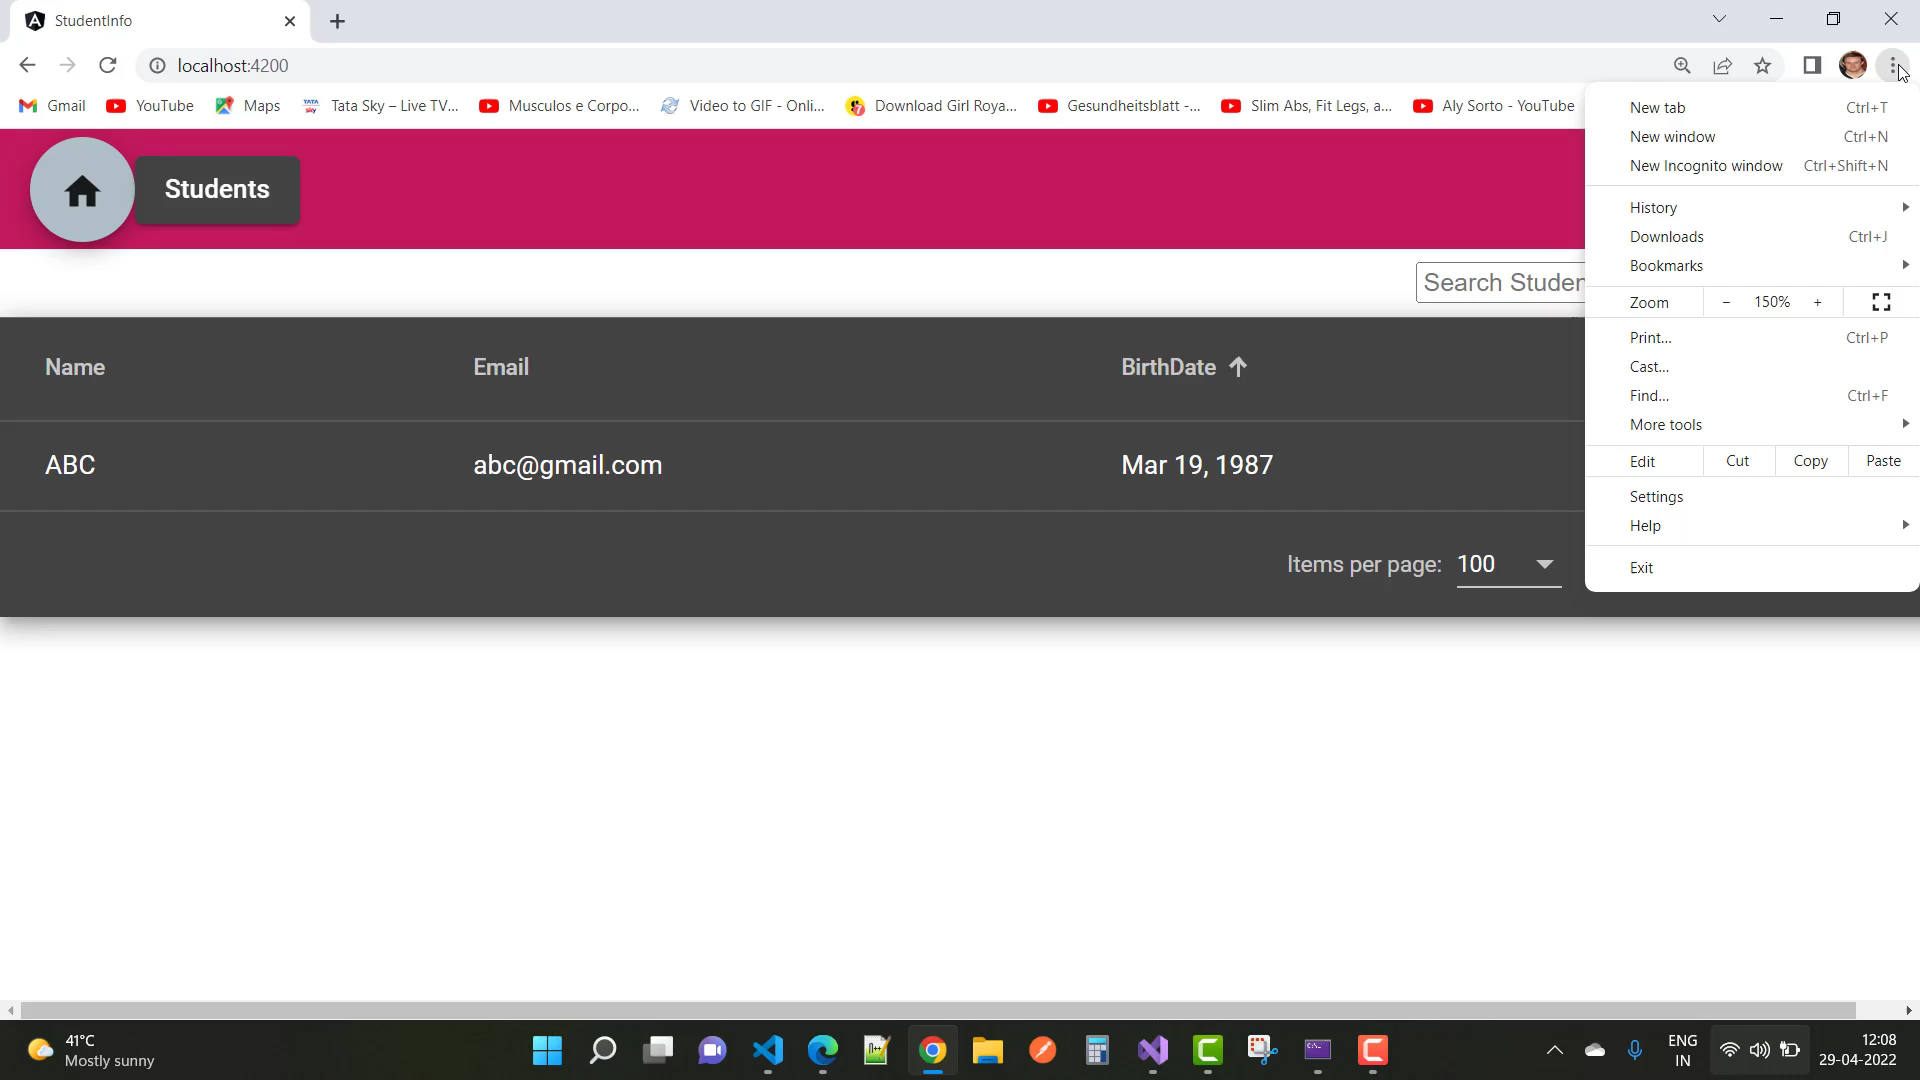 StudentInfo
localhost:4200
Gmail
YouTube
Maps
Tata Sky – Live TV...
Musculos e Corpo...
Video to GIF - Onli...
Download Girl Roya...
Gesundheitsblatt -...
Slim Abs, Fit Legs, a...
Aly Sorto - YouTube
New tab Ctrl+T
New window Ctrl+N
New Incognito window Ctrl+Shift+N
History
Downloads Ctrl+J
Bookmarks
Zoom - 150% +
Print... Ctrl+P
Cast...
Find... Ctrl+F
More tools
Edit Cut Copy Paste
Settings
Help
Exit
Students
Search Studen
Name Email BirthDate
ABC abc@gmail.com Mar 19, 1987
Items per page: 100
41°C
Mostly sunny
ENG
IN
12:08
29-04-2022